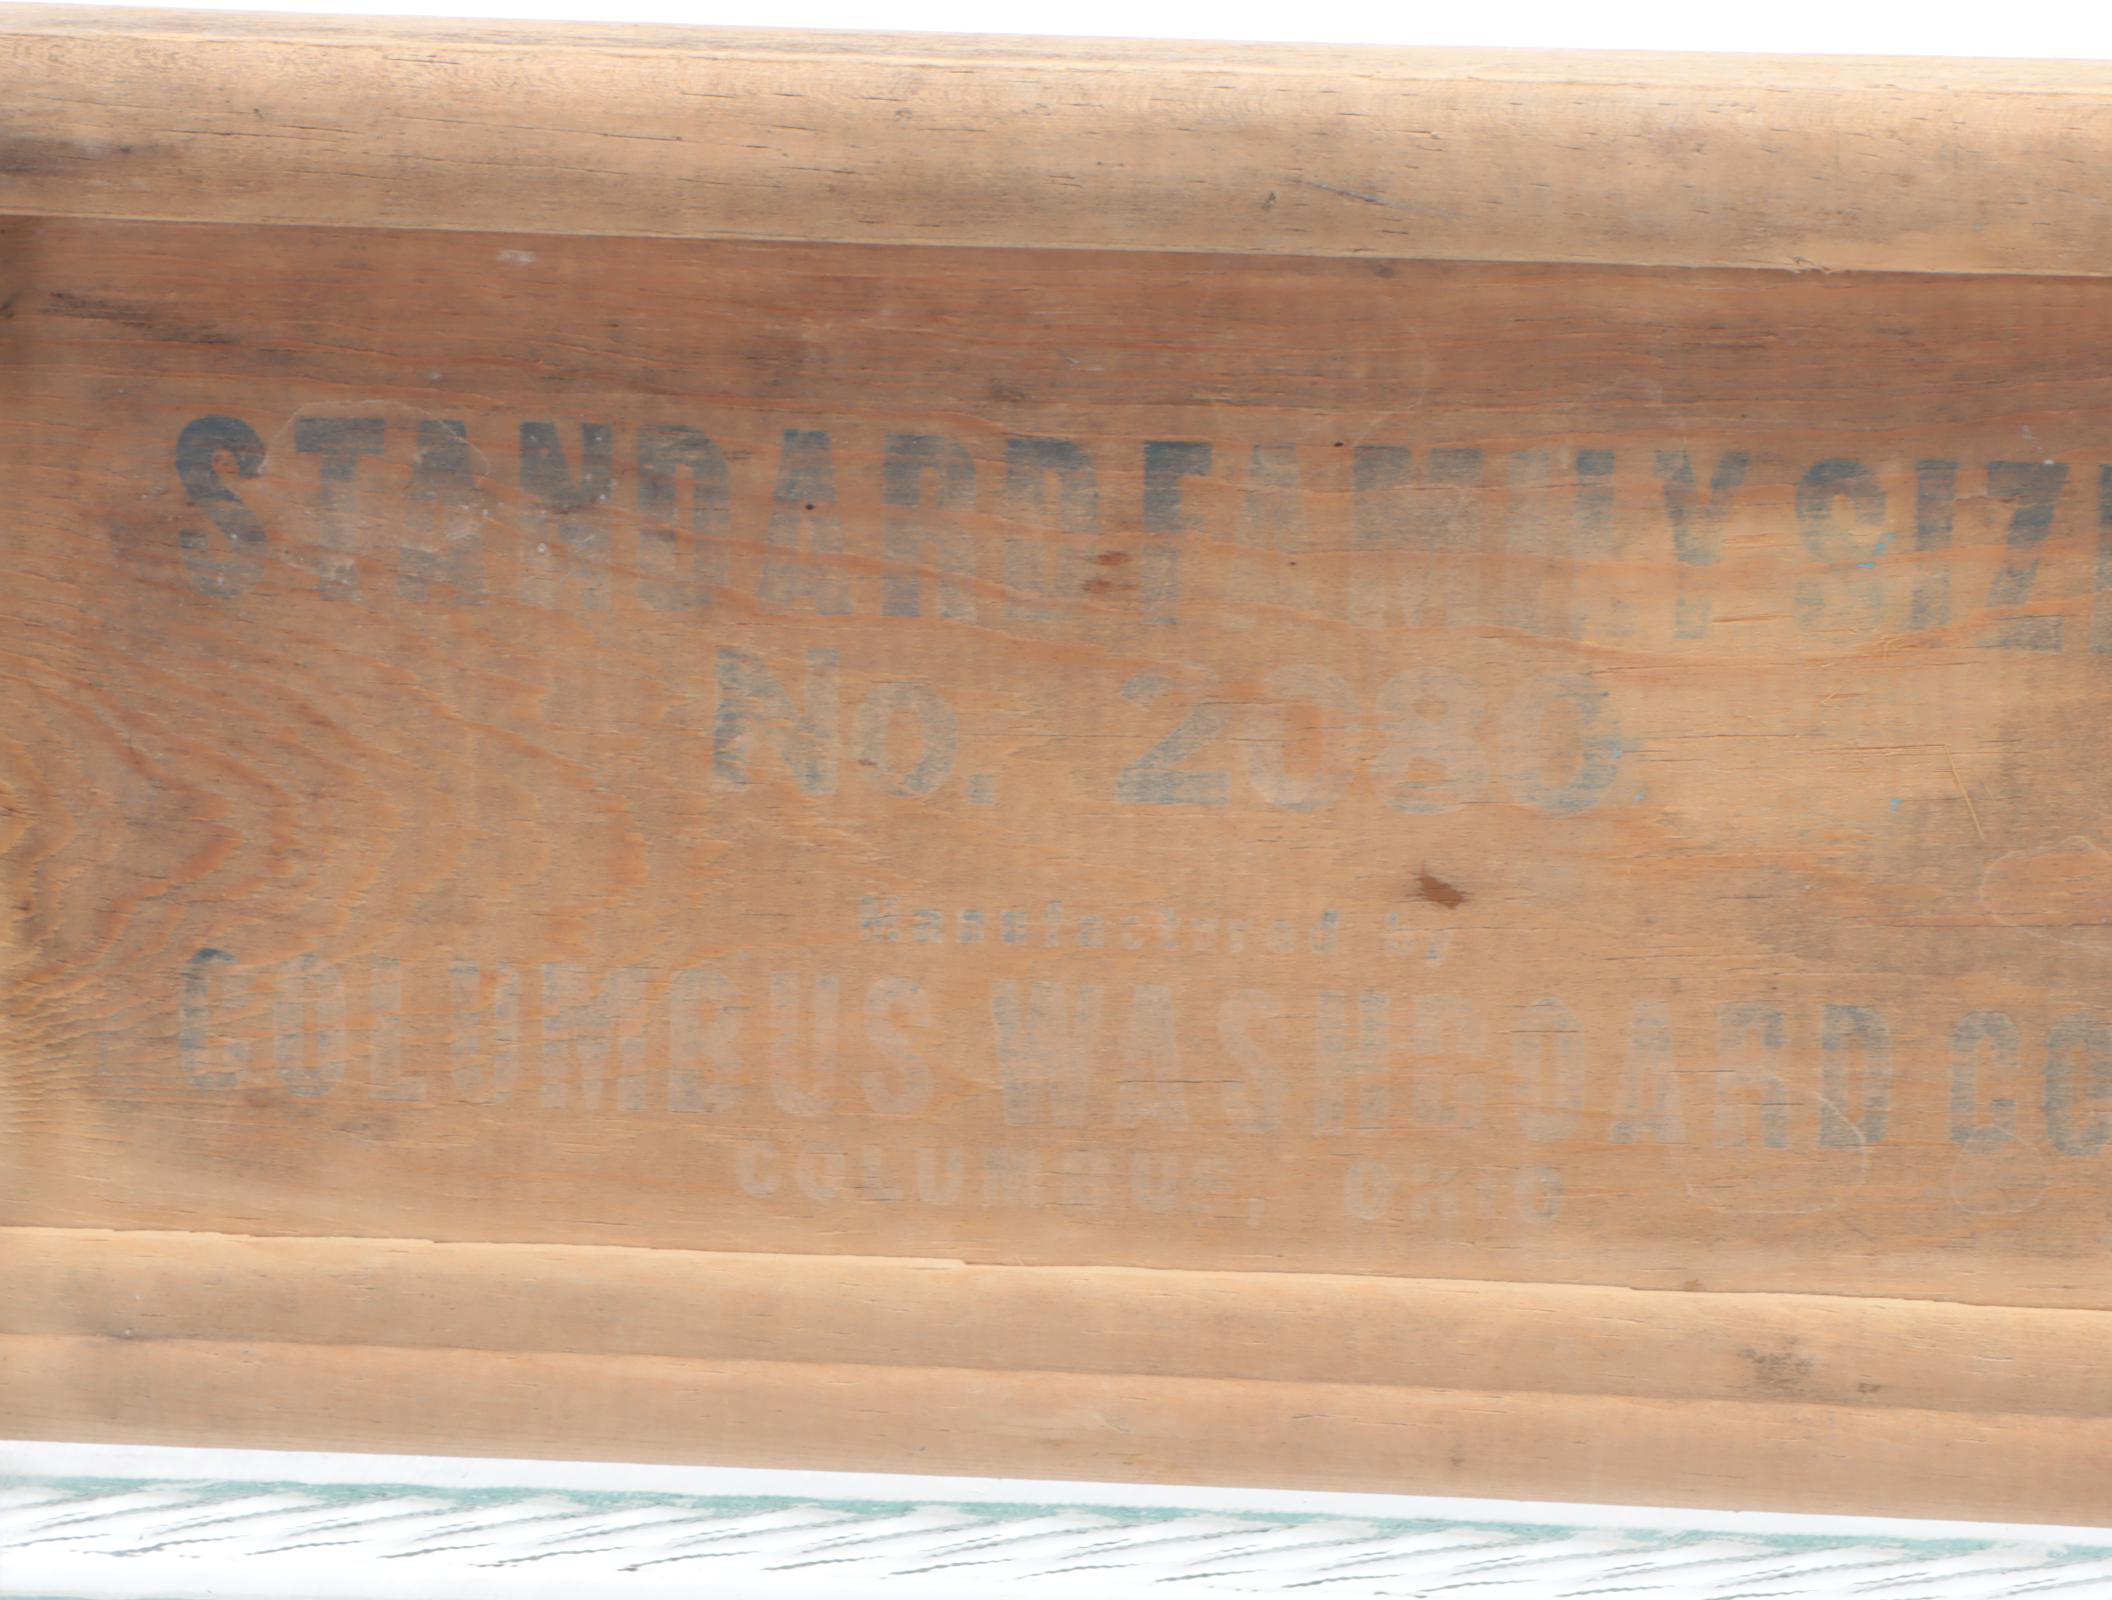 STANDARD FAMILY SIZE
No. 2080
Manufactured by
COLUMBUS WASHBOARD CO
COLUMBUS, OHIO